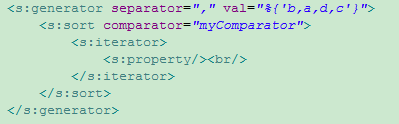 <s:generator separator="," val="%{'b,a,d,c'}">
    <s:sort comparator="myComparator">
        <s:iterator>
            <s:property/><br/>
        </s:iterator>
    </s:sort>
</s:generator>